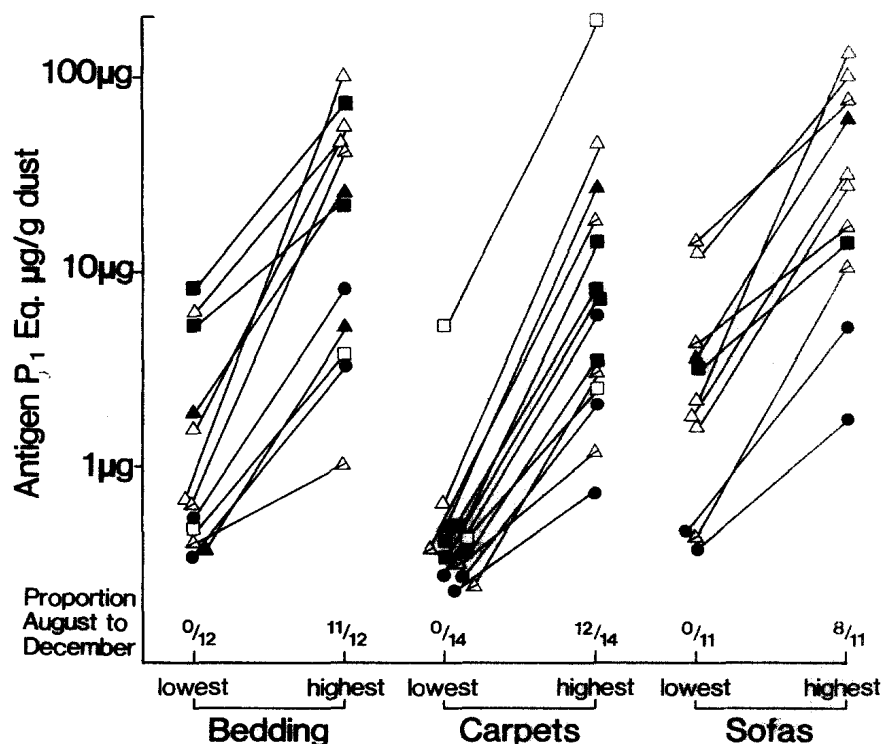 100µg
10µg
1µg
Antigen P,1 Eq. µg/g dust
Proportion
August to
December
0/12 11/12 0/14 12/14 0/11 8/11
lowest highest lowest highest lowest highest
Bedding Carpets Sofas